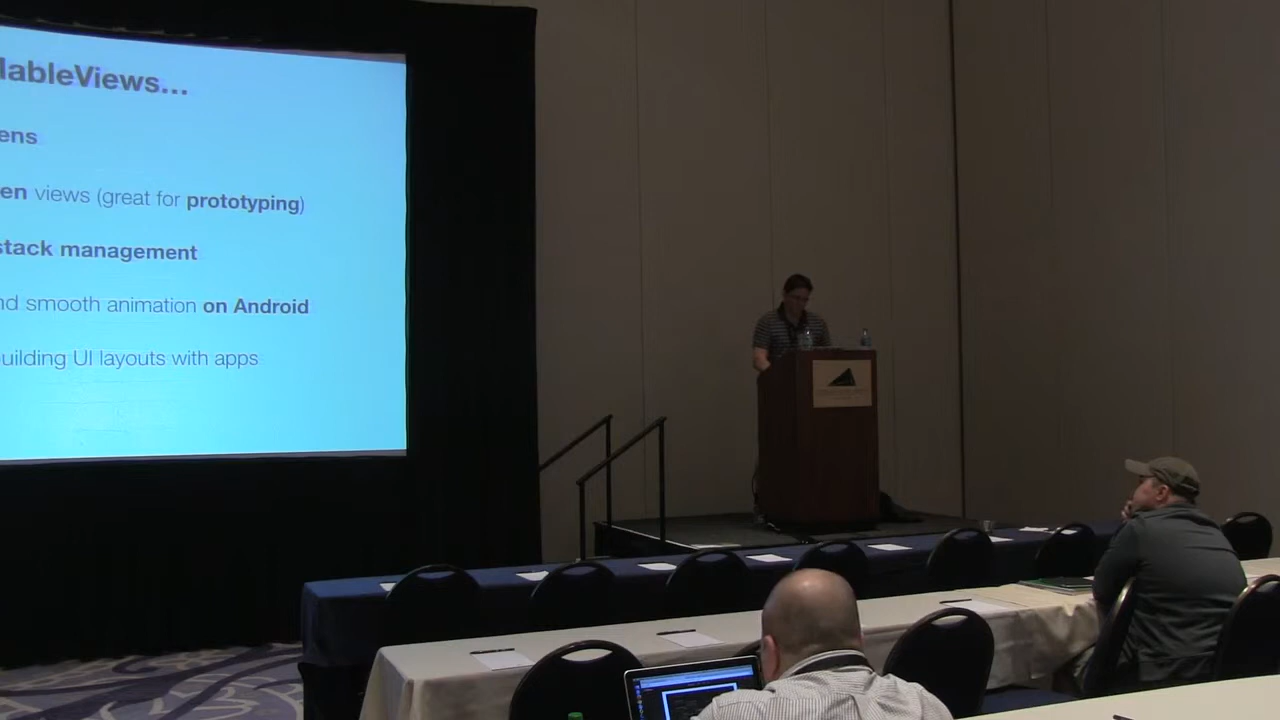 lableViews...
ens
en views (great for prototyping)
stack management
nd smooth animation on Android
uilding UI layouts with apps